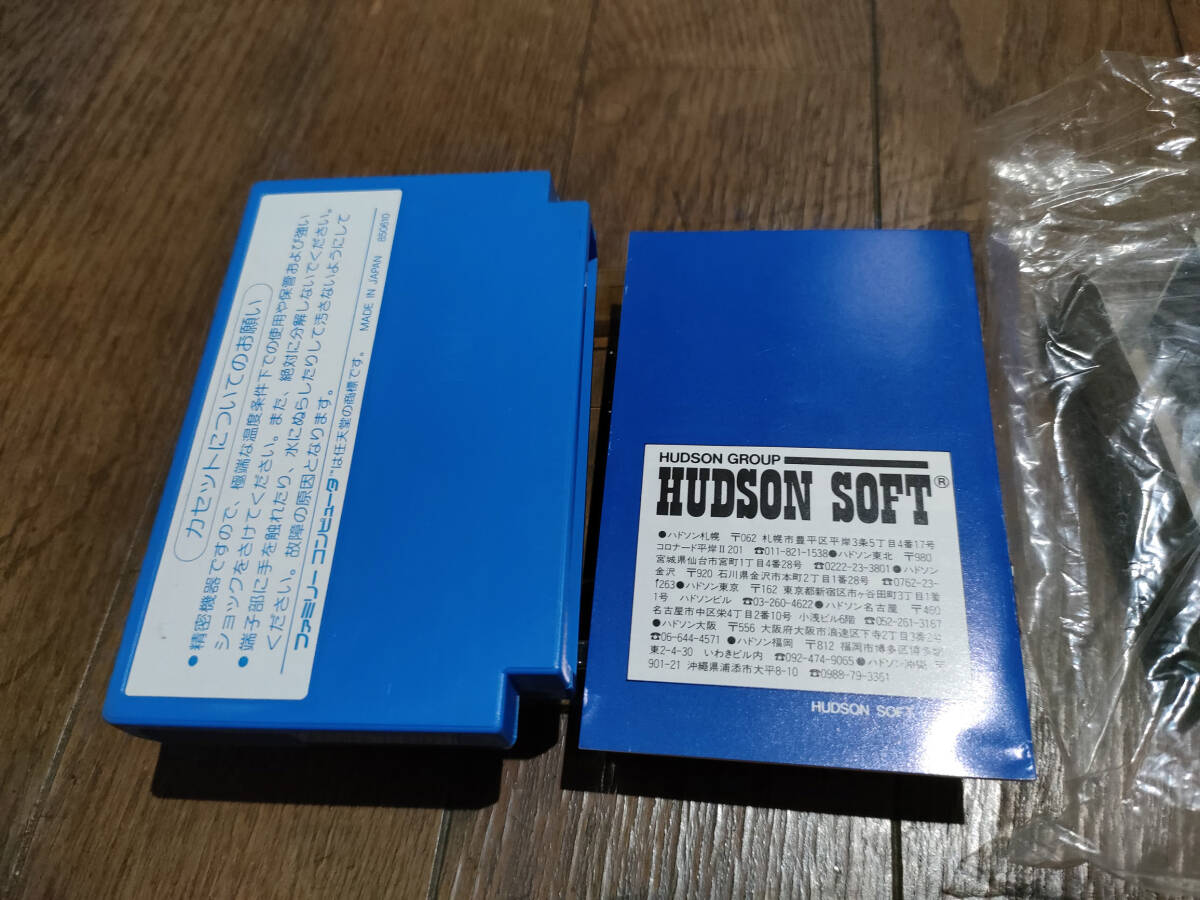 カセットについてのお願い
●精密機器ですので、極端な温度条件下での使用や保管および強い
ショックをさけてください。また、絶対に分解しないでください。
●端子部に手を触れたり、水にぬらしたりして汚さないようにして
ください。故障の原因となります。
ファミリー コンピュータ™は任天堂の商標です。 MADE IN JAPAN 850610
HUDSON GROUP
HUDSON SOFT®
●ハドソン札幌 〒062 札幌市豊平区平岸3条5丁目4番17号
コロナード平岸II 201 ☎011-821-1538●ハドソン東北 〒980
宮城県仙台市宮町1丁目4番28号 ☎0222-23-3801●ハドソン
金沢 〒920 石川県金沢市本町2丁目1番28号 ☎0762-23-
1263●ハドソン東京 〒162 東京都新宿区市ヶ谷田町3丁目1番
1号 ハドソンビル ☎03-260-4622●ハドソン名古屋 〒460
名古屋市中区栄4丁目2番10号 小浅ビル6階 ☎052-261-3167
●ハドソン大阪 〒556 大阪府大阪市浪速区下寺2丁目3番
☎06-644-4571 ●ハドソン福岡 〒812 福岡市博多区博多駅
東2-4-30 いわきビル内 ☎092-474-9065●ハドソン沖縄 〒
901-21 沖縄県浦添市大平8-10 ☎0988-79-3361
HUDSON SOFT